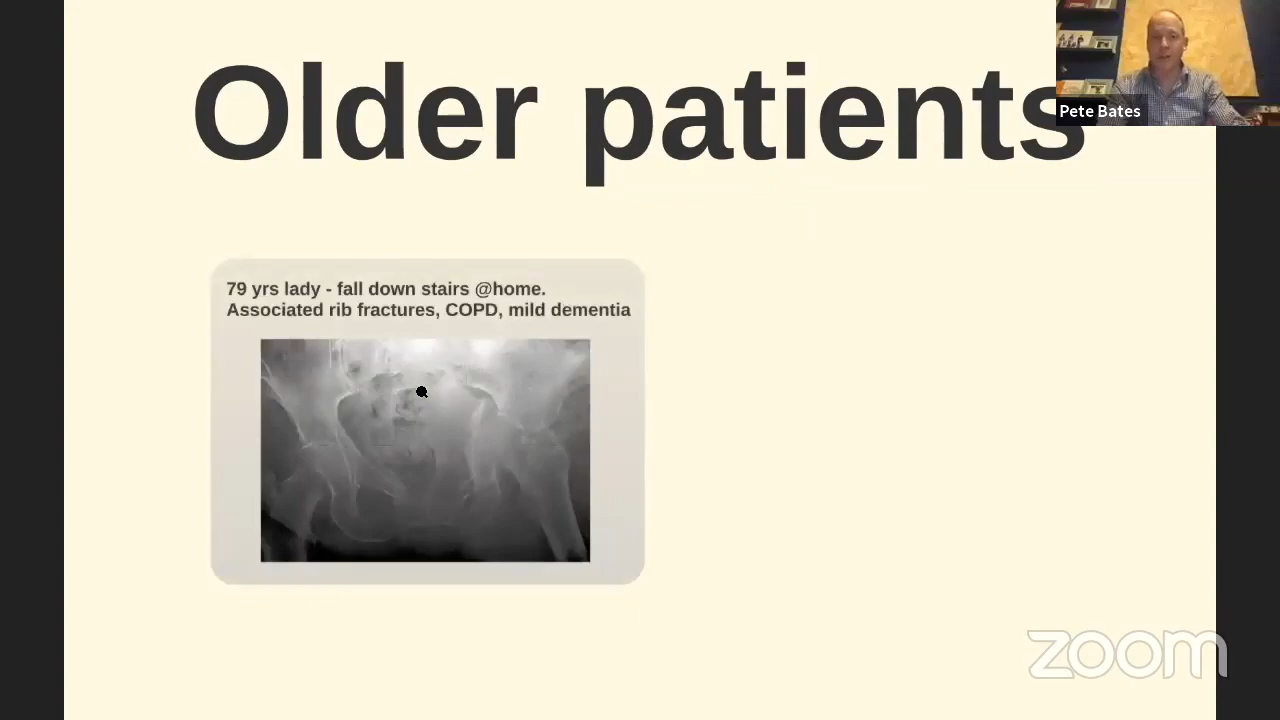 Older patients
Pete Bates
79 yrs lady - fall down stairs @home.
Associated rib fractures, COPD, mild dementia
zoom